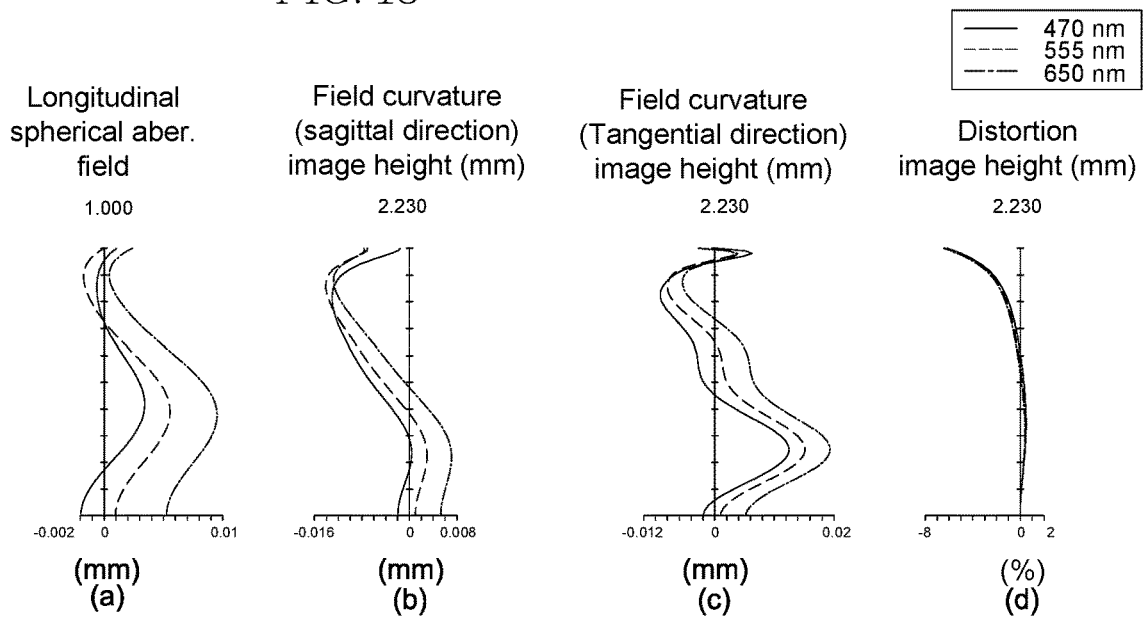 FIG.
470 nm
555 nm
650 nm
Longitudinal
spherical aber.
field
1.000
-0.002 0 0.01
(mm)
(a)
Field curvature
(sagittal direction)
image height (mm)
2.230
-0.016 0 0.008
(mm)
(b)
Field curvature
(Tangential direction)
image height (mm)
2.230
-0.012 0 0.02
(mm)
(c)
Distortion
image height (mm)
2.230
-8 0 2
(%)
(d)